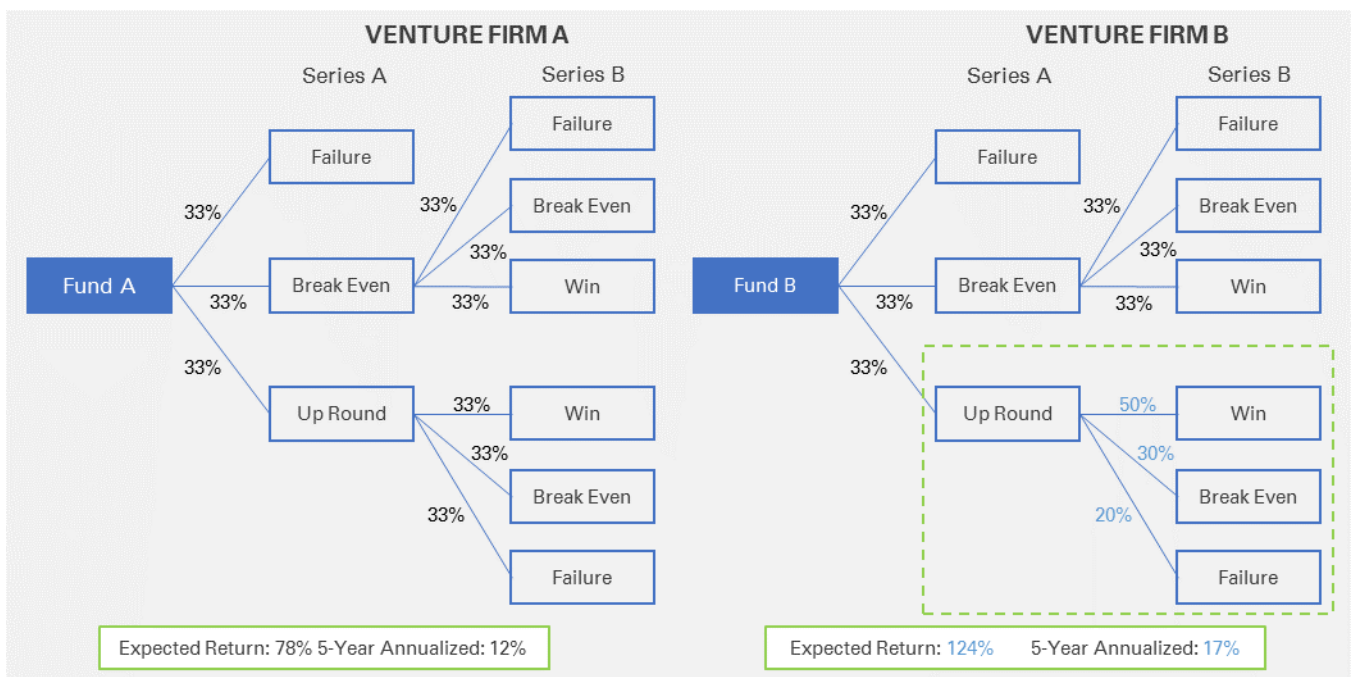 VENTURE FIRM A
Series A
Series B
Failure
Failure
33%
33%
Break Even
33%
Fund A
33%
Break Even
33%
Win
33%
Up Round
33%
Win
33%
Break Even
33%
Failure
Expected Return: 78% 5-Year Annualized: 12%
VENTURE FIRM B
Series A
Series B
Failure
Failure
33%
33%
Break Even
33%
Fund B
33%
Break Even
33%
Win
33%
Up Round
50%
Win
30%
Break Even
20%
Failure
Expected Return: 124% 5-Year Annualized: 17%